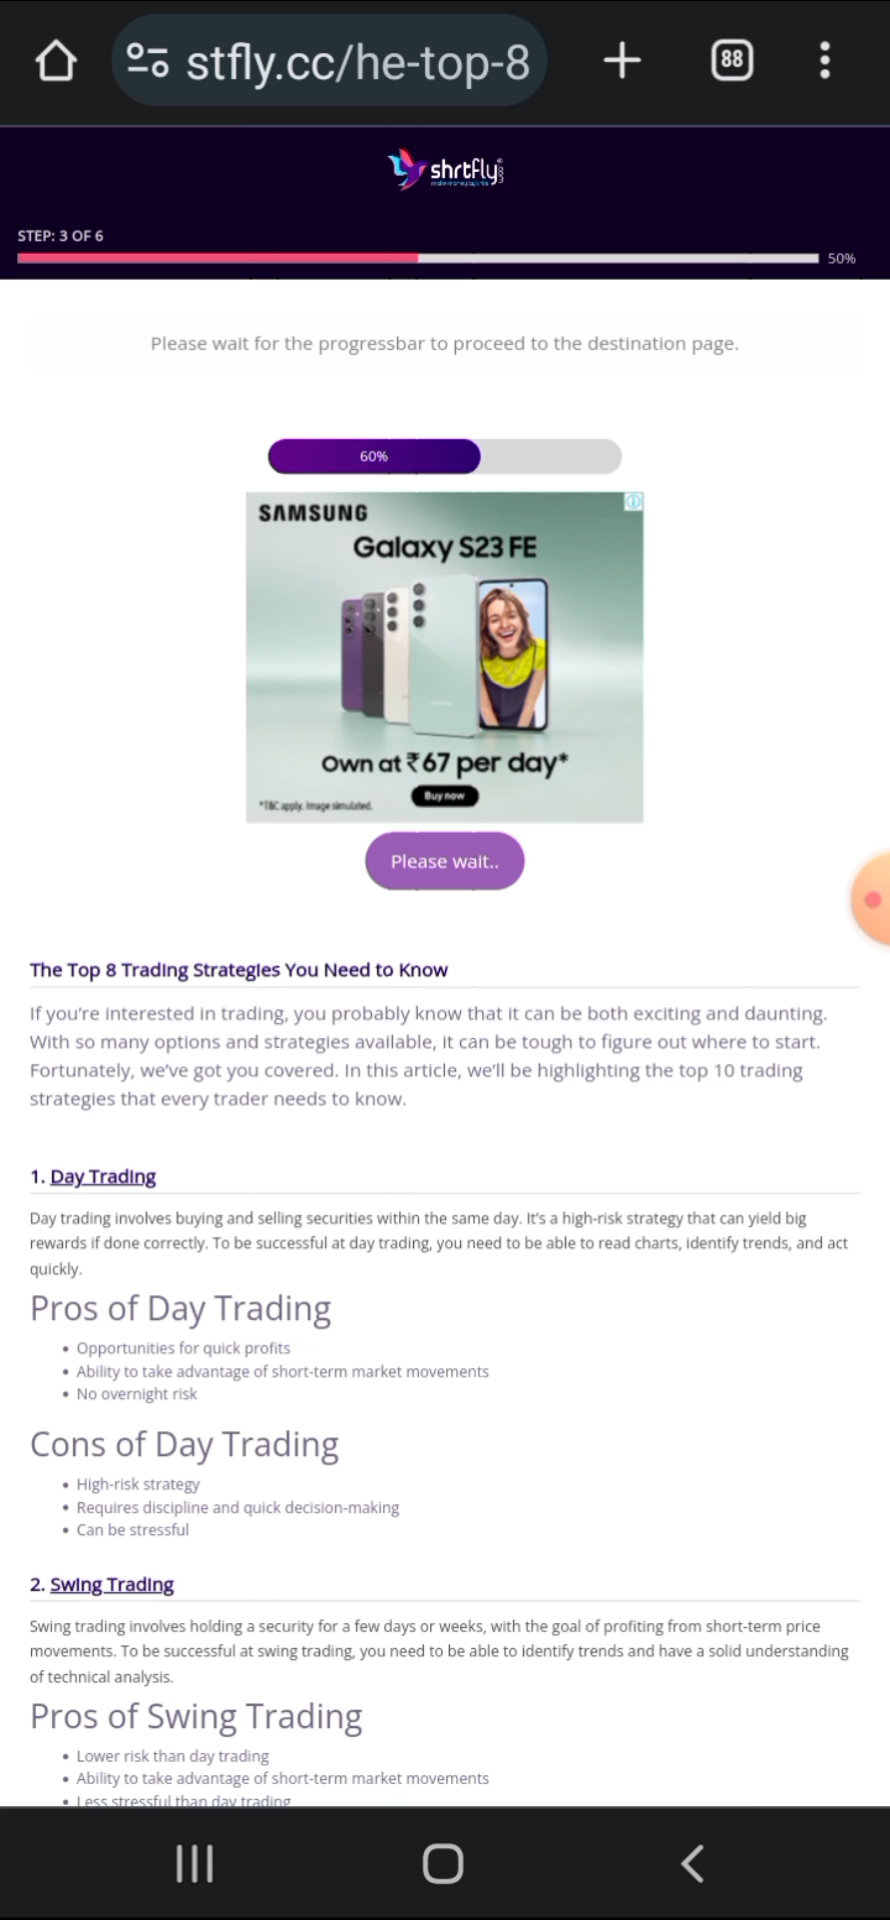 stfly.cc/he-top-8
88
shrtfly
make money by links
STEP: 3 OF 6
50%
Please wait for the progressbar to proceed to the destination page.
60%
SAMSUNG
Galaxy S23 FE
Own at ₹67 per day*
Buy now
*T&C apply. Image simulated.
Please wait..
The Top 8 Trading Strategies You Need to Know
If you’re interested in trading, you probably know that it can be both exciting and daunting.
With so many options and strategies available, it can be tough to figure out where to start.
Fortunately, we’ve got you covered. In this article, we’ll be highlighting the top 10 trading
strategies that every trader needs to know.
1. Day Trading
Day trading involves buying and selling securities within the same day. It’s a high-risk strategy that can yield big
rewards if done correctly. To be successful at day trading, you need to be able to read charts, identify trends, and act
quickly.
Pros of Day Trading
• Opportunities for quick profits
• Ability to take advantage of short-term market movements
• No overnight risk
Cons of Day Trading
• High-risk strategy
• Requires discipline and quick decision-making
• Can be stressful
2. Swing Trading
Swing trading involves holding a security for a few days or weeks, with the goal of profiting from short-term price
movements. To be successful at swing trading, you need to be able to identify trends and have a solid understanding
of technical analysis.
Pros of Swing Trading
• Lower risk than day trading
• Ability to take advantage of short-term market movements
• Less stressful than day trading